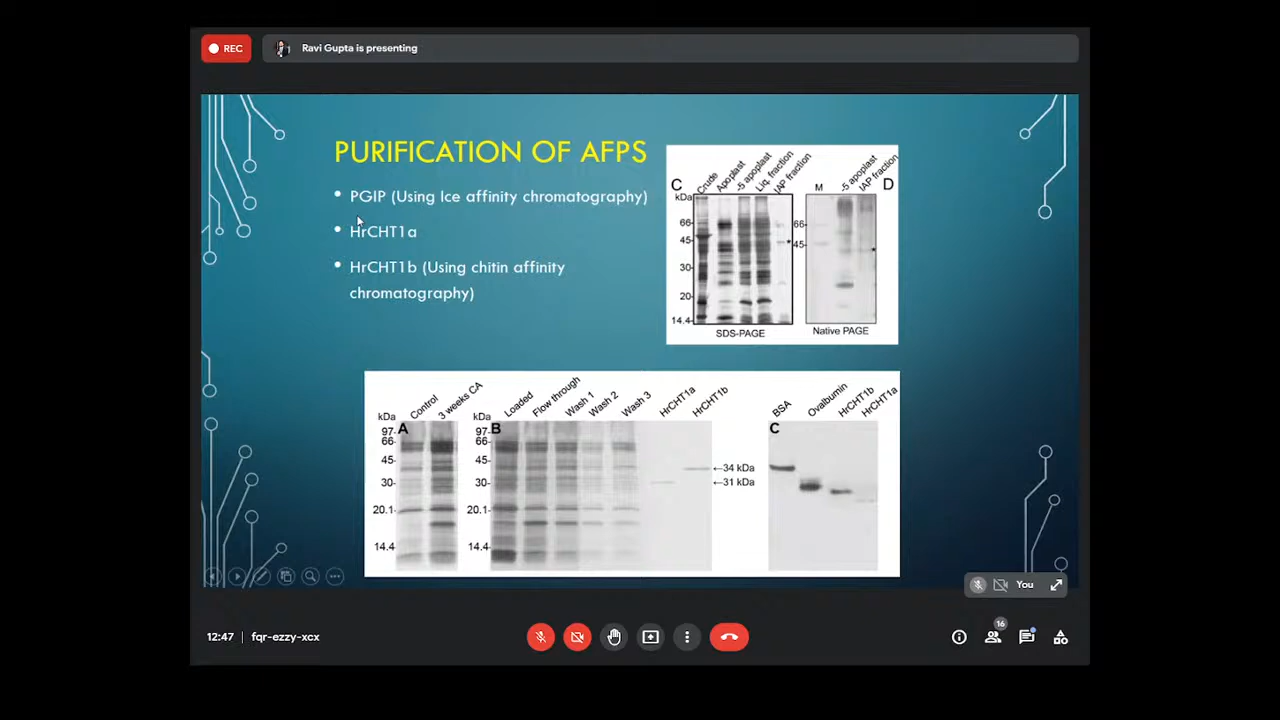 REC
Ravi Gupta is presenting
PURIFICATION OF AFPS
• PGIP (Using Ice affinity chromatography)
• HrCHT1a
• HrCHT1b (Using chitin affinity
chromatography)
C
Crude
Apoplast
-5 apoplast
Liq. fraction
IAP fraction
kDa
66-
45-
30-
20-
14.4-
SDS-PAGE
M
-5 apoplast
IAP fraction
D
66-
45-
Native PAGE
kDa
Control
3 weeks CA
A
97-
66-
45-
30-
20.1-
14.4-
kDa
Loaded
Flow through
Wash 1
Wash 2
Wash 3
HrCHT1a
HrCHT1b
B
97-
66-
45-
30-
20.1-
14.4-
←34 kDa
←31 kDa
BSA
Ovalbumin
HrCHT1b
HrCHT1a
C
You
12:47 | fqr-ezzy-xcx
16